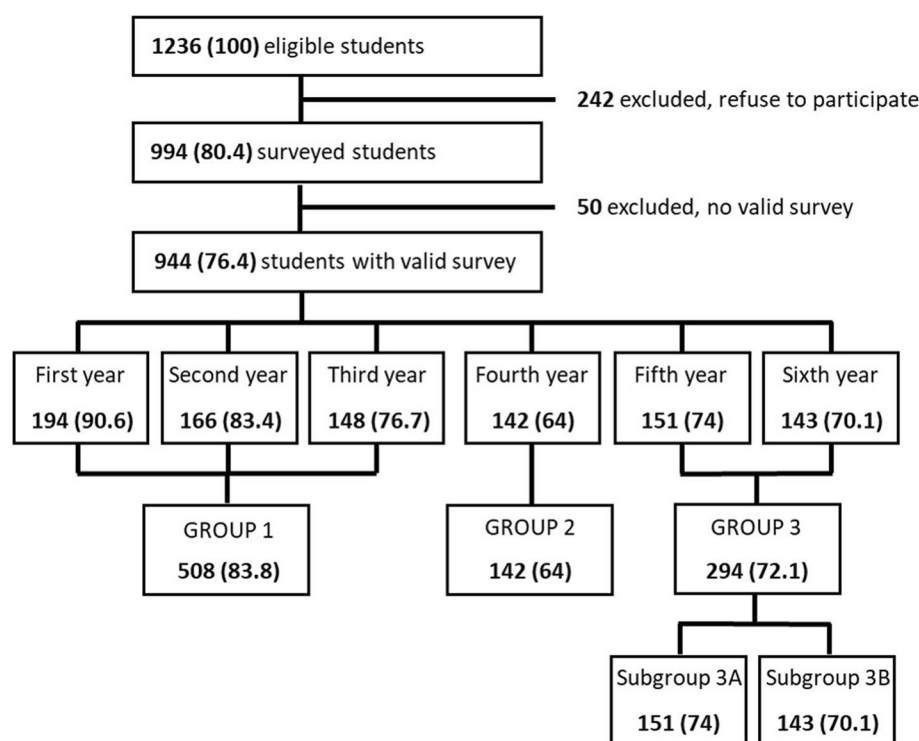 1236 (100) eligible students
242 excluded, refuse to participate
994 (80.4) surveyed students
50 excluded, no valid survey
944 (76.4) students with valid survey
First year
194 (90.6)
Second year
166 (83.4)
Third year
148 (76.7)
Fourth year
142 (64)
Fifth year
151 (74)
Sixth year
143 (70.1)
GROUP 1
508 (83.8)
GROUP 2
142 (64)
GROUP 3
294 (72.1)
Subgroup 3A
151 (74)
Subgroup 3B
143 (70.1)